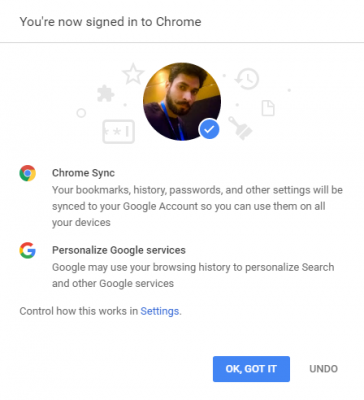 You're now signed in to Chrome
Chrome Sync
Your bookmarks, history, passwords, and other settings will be
synced to your Google Account so you can use them on all
your devices
Personalize Google services
Google may use your browsing history to personalize Search
and other Google services
Control how this works in Settings.
OK, GOT IT UNDO